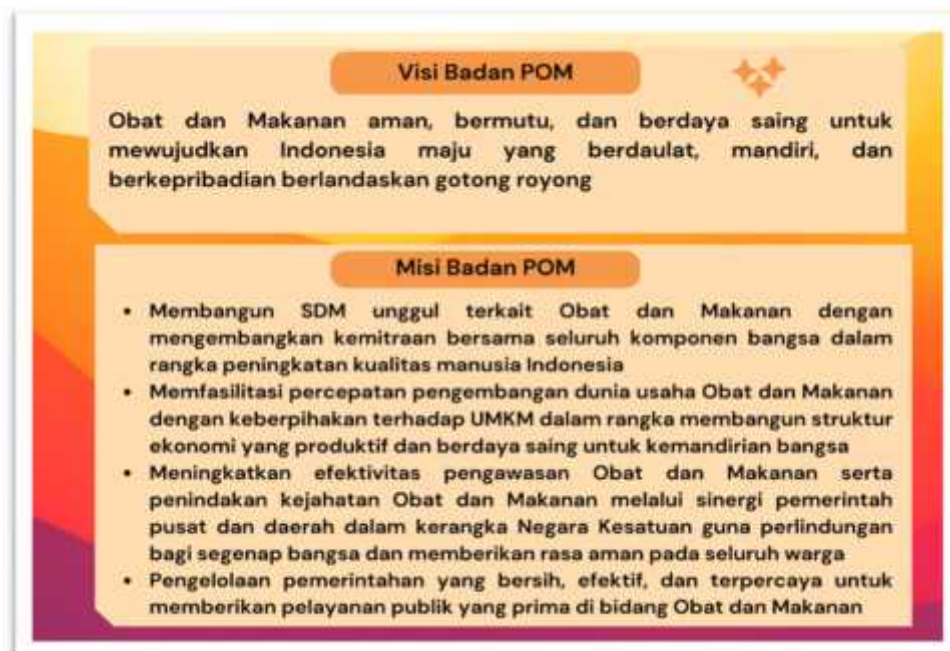 Visi Badan POM
Obat dan Makanan aman, bermutu, dan berdaya saing untuk
mewujudkan Indonesia maju yang berdaulat, mandiri, dan
berkepribadian berlandaskan gotong royong
Misi Badan POM
• Membangun SDM unggul terkait Obat dan Makanan dengan
mengembangkan kemitraan bersama seluruh komponen bangsa dalam
rangka peningkatan kualitas manusia Indonesia
• Memfasilitasi percepatan pengembangan dunia usaha Obat dan Makanan
dengan keberpihakan terhadap UMKM dalam rangka membangun struktur
ekonomi yang produktif dan berdaya saing untuk kemandirian bangsa
• Meningkatkan efektivitas pengawasan Obat dan Makanan serta
penindakan kejahatan Obat dan Makanan melalui sinergi pemerintah
pusat dan daerah dalam kerangka Negara Kesatuan guna perlindungan
bagi segenap bangsa dan memberikan rasa aman pada seluruh warga
• Pengelolaan pemerintahan yang bersih, efektif, dan terpercaya untuk
memberikan pelayanan publik yang prima di bidang Obat dan Makanan